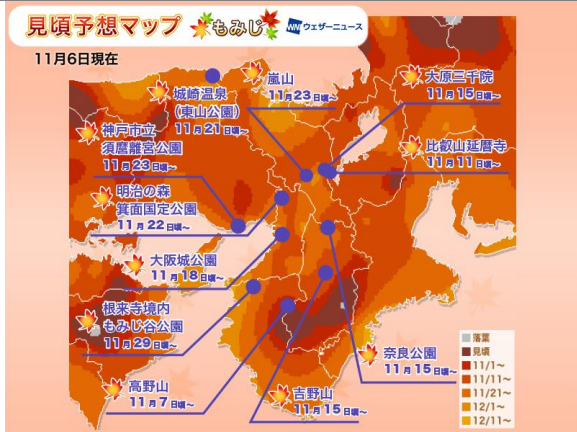 見頃予想マップ もみじ ウェザーニュース
11月6日現在
嵐山
11月23日頃～
大原三千院
11月15日頃～
城崎温泉
（東山公園）
11月21日頃～
神戸市立
須磨離宮公園
11月23日頃～
比叡山延暦寺
11月11日頃～
明治の森
箕面国定公園
11月22日頃～
大阪城公園
11月18日頃～
根来寺境内
もみじ谷公園
11月29日頃～
高野山
11月7日頃～
吉野山
11月15日頃～
奈良公園
11月15日頃～
落葉
見頃
11/1～
11/11～
11/21～
12/1～
12/11～